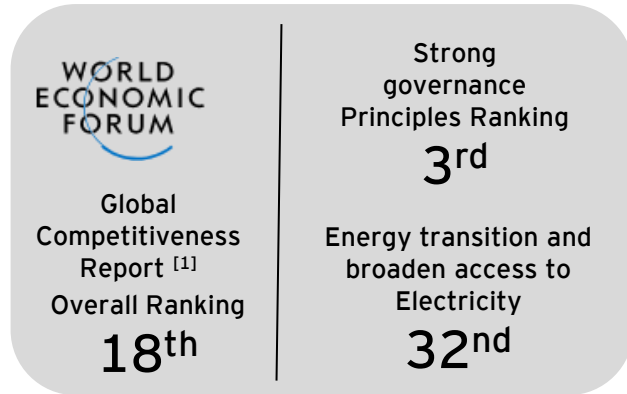 WORLD
ECONOMIC
FORUM
Global
Competitiveness
Report [1]
Overall Ranking
18th
Strong
governance
Principles Ranking
3rd
Energy transition and
broaden access to
Electricity
32nd